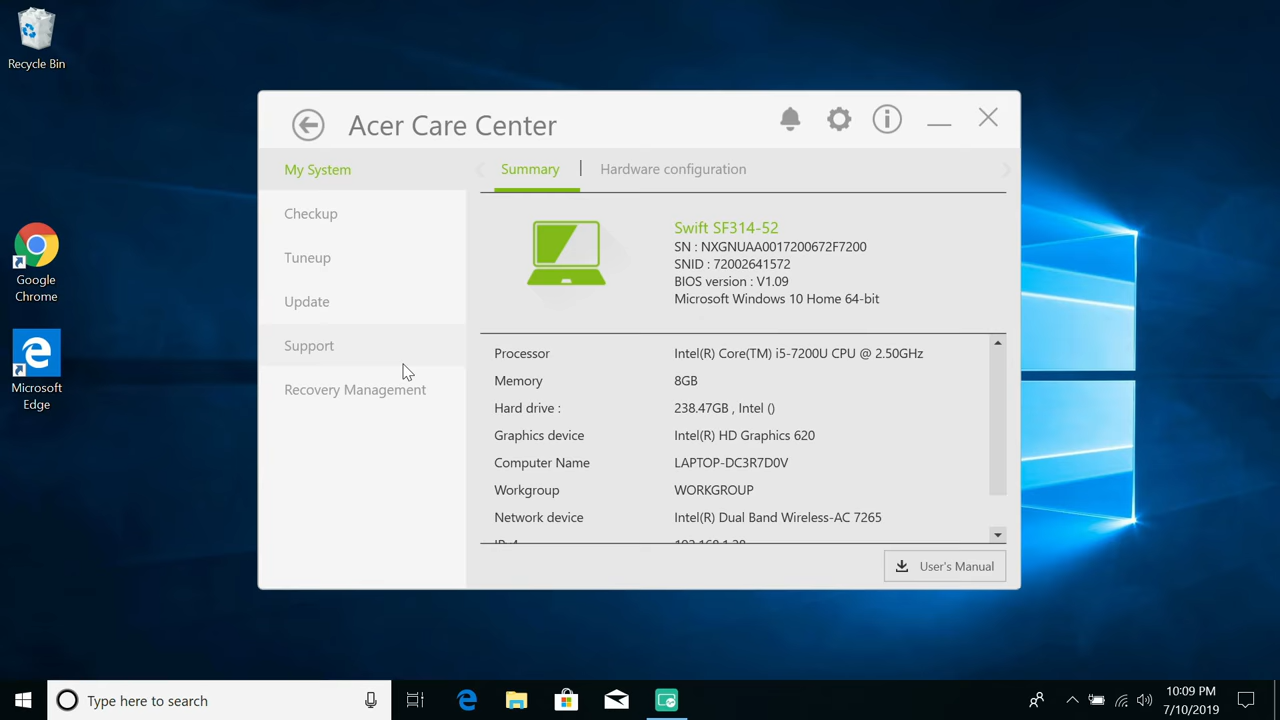 Recycle Bin
Google
Chrome
Microsoft
Edge
Acer Care Center
My System
Checkup
Tuneup
Update
Support
Recovery Management
Summary
Hardware configuration
Swift SF314-52
SN : NXGNUAA0017200672F7200
SNID : 72002641572
BIOS version : V1.09
Microsoft Windows 10 Home 64-bit
Processor Intel(R) Core(TM) i5-7200U CPU @ 2.50GHz
Memory 8GB
Hard drive : 238.47GB , Intel ()
Graphics device Intel(R) HD Graphics 620
Computer Name LAPTOP-DC3R7D0V
Workgroup WORKGROUP
Network device Intel(R) Dual Band Wireless-AC 7265
User's Manual
Type here to search
10:09 PM
7/10/2019